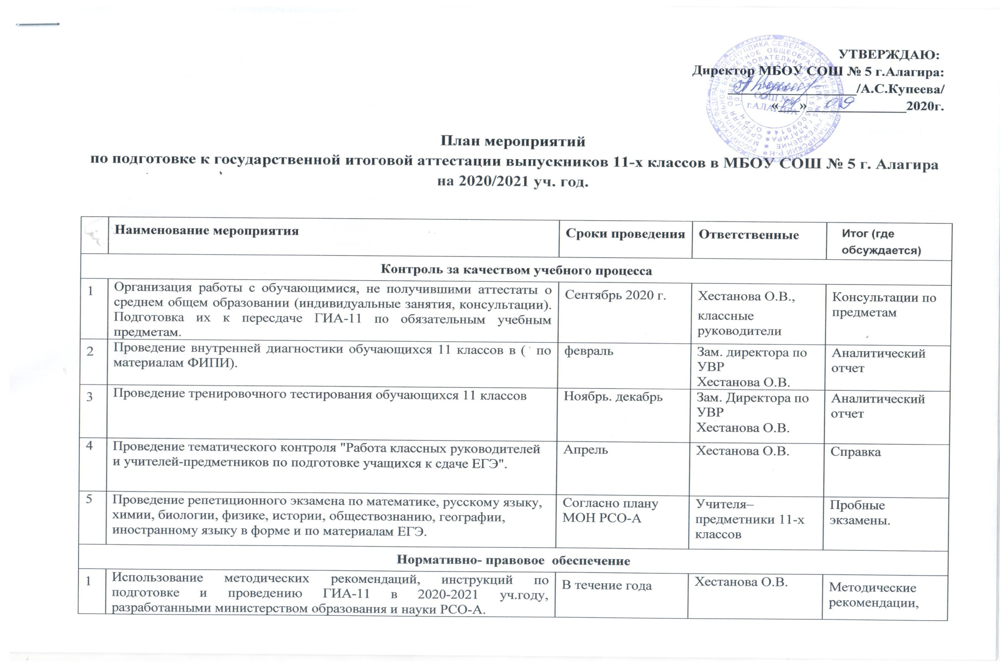 УТВЕРЖДАЮ:
Директор МБОУ СОШ № 5 г.Алагира:
/А.С.Купеева/
« » 09 2020г.
СОШ №5
г.АЛАГИРА
План мероприятий
по подготовке к государственной итоговой аттестации выпускников 11-х классов в МБОУ СОШ № 5 г. Алагира
на 2020/2021 уч. год.
Наименование мероприятия
Сроки проведения
Ответственные
Итог (где
обсуждается)
Контроль за качеством учебного процесса
1
Организация работы с обучающимися, не получившими аттестаты о
среднем общем образовании (индивидуальные занятия, консультации).
Подготовка их к пересдаче ГИА-11 по обязательным учебным
предметам.
Сентябрь 2020 г.
Хестанова О.В.,
классные
руководители
Консультации по
предметам
2
Проведение внутренней диагностики обучающихся 11 классов в ( по
материалам ФИПИ).
февраль
Зам. директора по
УВР
Хестанова О.В.
Аналитический
отчет
3
Проведение тренировочного тестирования обучающихся 11 классов
Ноябрь. декабрь
Зам. Директора по
УВР
Хестанова О.В.
Аналитический
отчет
4
Проведение тематического контроля "Работа классных руководителей
и учителей-предметников по подготовке учащихся к сдаче ЕГЭ".
Апрель
Хестанова О.В.
Справка
5
Проведение репетиционного экзамена по математике, русскому языку,
химии, биологии, физике, истории, обществознанию, географии,
иностранному языку в форме и по материалам ЕГЭ.
Согласно плану
МОН РСО-А
Учителя–
предметники 11-х
классов
Пробные
экзамены.
Нормативно- правовое обеспечение
1
Использование методических рекомендаций, инструкций по
подготовке и проведению ГИА-11 в 2020-2021 уч.году,
разработанными министерством образования и науки РСО-А.
В течение года
Хестанова О.В.
Методические
рекомендации,